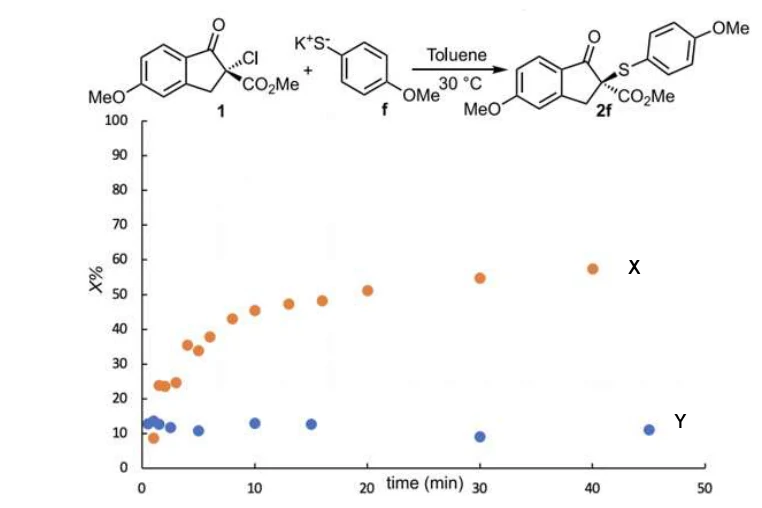 O
Cl
CO₂Me
MeO
1
+
K⁺S⁻
OMe
f
Toluene
30 °C
O
S
OMe
CO₂Me
MeO
2f
X%
100
90
80
70
60
50
40
30
20
10
0
X
Y
0 10 20 30 40 50
time (min)